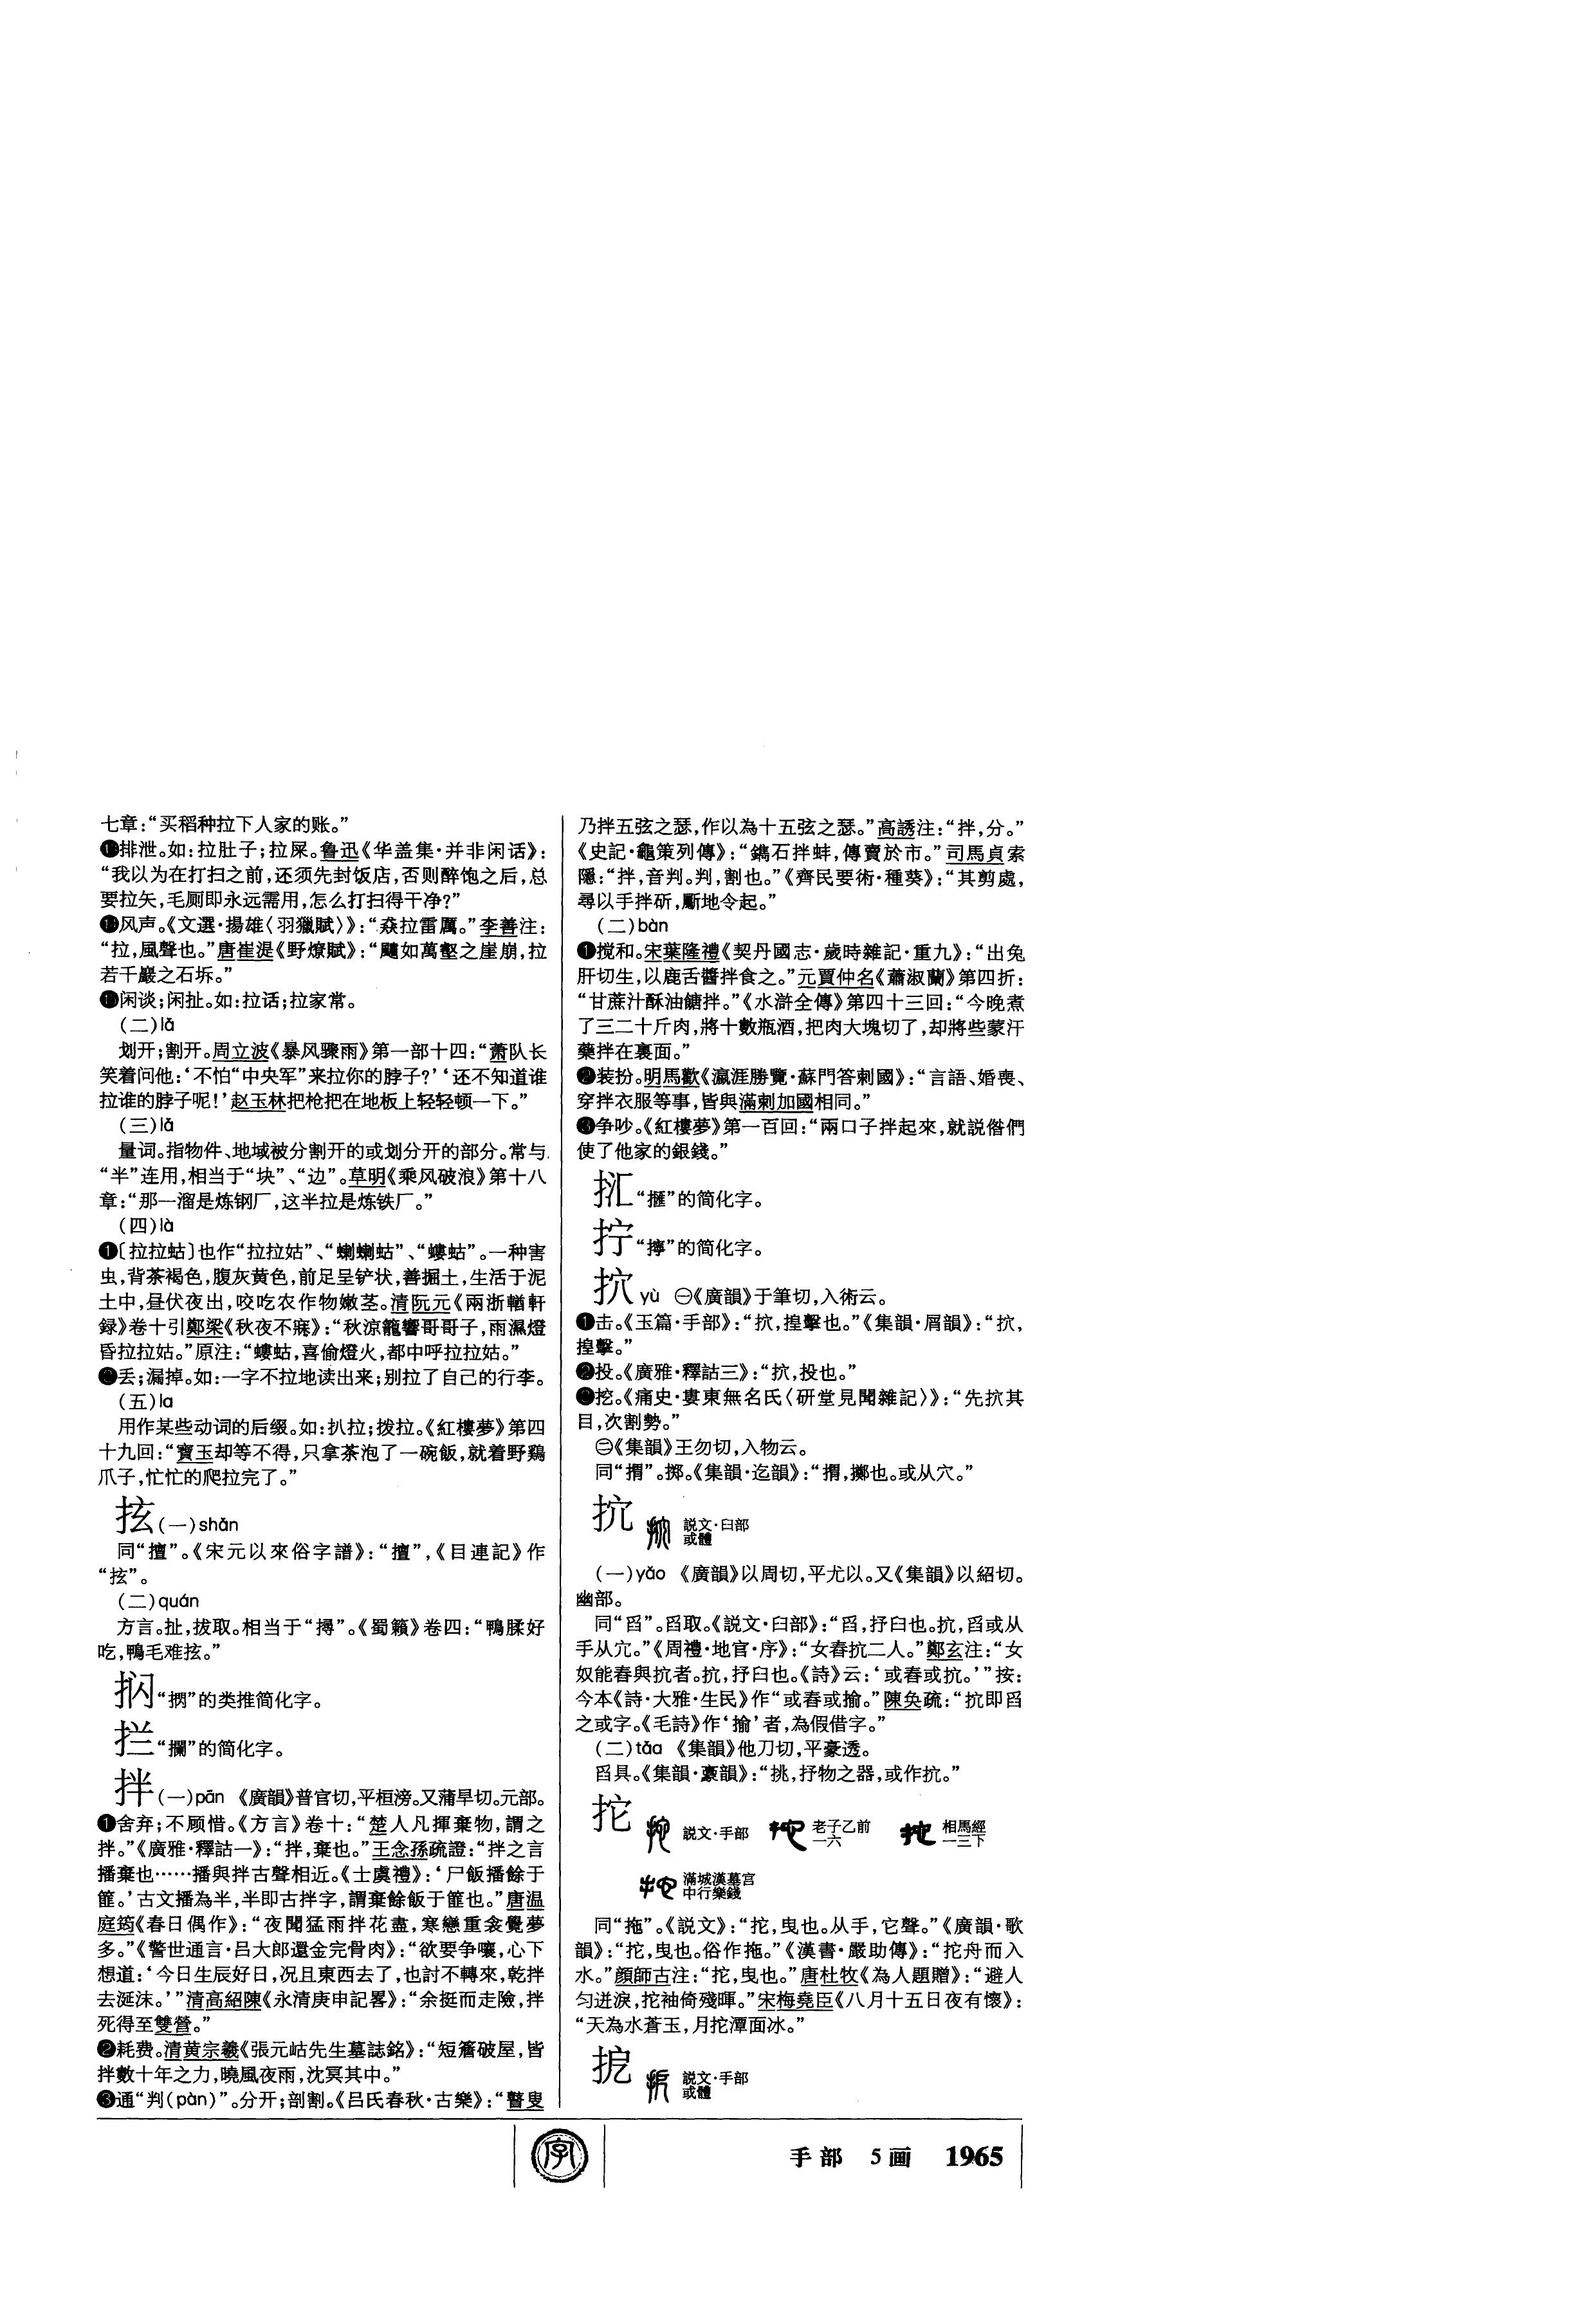 七章：“买稻种拉下人家的账。”
⓫排泄。如：拉肚子；拉屎。鲁迅《华盖集·并非闲话》：
“我以为在打扫之前，还须先封饭店，否则醉饱之后，总
要拉矢，毛厕即永远需用，怎么打扫得干净?”
⓬风声。《文選·揚雄〈羽獵賦〉》：“猋拉雷厲。”李善注：
“拉，風聲也。”唐崔湜《野燎賦》：“飅如萬壑之崖崩，拉
若千巖之石坼。”
⓭闲谈；闲扯。如：拉话；拉家常。
（二）lǎ
划开；割开。周立波《暴风骤雨》第一部十四：“萧队长
笑着问他：‘不怕“中央军”来拉你的脖子?’‘还不知道谁
拉谁的脖子呢!’赵玉林把枪把在地板上轻轻顿一下。”
（三）lǎ
量词。指物件、地域被分割开的或划分开的部分。常与
“半”连用，相当于“块”、“边”。草明《乘风破浪》第十八
章：“那一溜是炼钢厂，这半拉是炼铁厂。”
（四）là
❶〔拉拉蛄〕也作“拉拉姑”、“蝲蝲蛄”、“螻蛄”。一种害
虫，背茶褐色，腹灰黄色，前足呈铲状，善掘土，生活于泥
土中，昼伏夜出，咬吃农作物嫩茎。清阮元《兩浙輶軒
録》卷十引鄭梁《秋夜不寐》：“秋涼籠響哥哥子，雨濕燈
昏拉拉姑。”原注：“螻蛄，喜偷燈火，都中呼拉拉姑。”
❷丢；漏掉。如：一字不拉地读出来；别拉了自己的行李。
（五）la
用作某些动词的后缀。如：扒拉；拨拉。《紅樓夢》第四
十九回：“寶玉却等不得，只拿茶泡了一碗飯，就着野鷄
爪子，忙忙的爬拉完了。”
㧋（一）shǎn
同“擅”。《宋元以來俗字譜》：“擅”，《目連記》作
“㧋”。
（二）quán
方言。扯，拔取。相当于“撏”。《蜀籟》卷四：“鴨腬好
吃，鴨毛难㧋。”
“撋”的类推简化字。
拦“攔”的简化字。
拌（一）pān 《廣韻》普官切，平桓滂。又蒲旱切。元部。
❶舍弃；不顾惜。《方言》卷十：“楚人凡揮棄物，謂之
拌。”《廣雅·釋詁一》：“拌，棄也。”王念孫疏證：“拌之言
播棄也……播與拌古聲相近。《士虞禮》：‘尸飯播餘于
篚。’古文播為半，半即古拌字，謂棄餘飯于篚也。”唐温
庭筠《春日偶作》：“夜聞猛雨拌花盡，寒戀重衾覺夢
多。”《警世通言·吕大郎還金完骨肉》：“欲要争嚷，心下
想道：‘今日生辰好日，况且東西去了，也討不轉來，乾拌
去涎沫。’”清高紹陳《永清庚申記畧》：“余挺而走險，拌
死得至雙營。”
❷耗费。清黄宗羲《張元岵先生墓誌銘》：“短簷破屋，皆
拌數十年之力，曉風夜雨，沈冥其中。”
❸通“判（pàn）”。分开；剖割。《吕氏春秋·古樂》：“瞽叟
乃拌五弦之瑟，作以為十五弦之瑟。”高誘注：“拌，分。”
《史記·龜策列傳》：“鐫石拌蚌，傳賣於市。”司馬貞索
隱：“拌，音判。判，割也。”《齊民要術·種葵》：“其剪處，
尋以手拌斫，斸地令起。”
（二）bàn
❶搅和。宋葉隆禮《契丹國志·歲時雜記·重九》：“出兔
肝切生，以鹿舌醬拌食之。”元賈仲名《蕭淑蘭》第四折：
“甘蔗汁酥油餹拌。”《水滸全傳》第四十三回：“今晚煮
了三二十斤肉，將十數瓶酒，把肉大塊切了，却將些蒙汗
藥拌在裏面。”
❷装扮。明馬歡《瀛涯勝覽·蘇門答剌國》：“言語、婚喪、
穿拌衣服等事，皆與滿剌加國相同。”
❸争吵。《紅樓夢》第一百回：“兩口子拌起來，就説俻們
使了他家的銀錢。”
㧟“擓”的简化字。
拧“擰”的简化字。
抭 yù ㊀《廣韻》于筆切，入術云。
❶击。《玉篇·手部》：“抭，揘擊也。”《集韻·屑韻》：“抭，
揘擊。”
❷投。《廣雅·釋詁三》：“抭，投也。”
❸挖。《痛史·婁東無名氏〈研堂見聞雜記〉》：“先抭其
目，次割勢。”
㊁《集韻》王勿切，入物云。
同“㨒”。掷。《集韻·迄韻》：“㨒，擲也。或从穴。”
抌 説文·臼部
或體
（一）yǎo 《廣韻》以周切，平尤以。又《集韻》以紹切。
幽部。
同“舀”。舀取。《説文·臼部》：“舀，抒臼也。抌，舀或从
手从冘。”《周禮·地官·序》：“女舂抌二人。”鄭玄注：“女
奴能舂與抌者。抌，抒臼也。《詩》云：‘或舂或抌。’”按：
今本《詩·大雅·生民》作“或舂或揄。”陳奂疏：“抌即舀
之或字。《毛詩》作‘揄’者，為假借字。”
（二）tāo 《集韻》他刀切，平豪透。
舀具。《集韻·豪韻》：“挑，抒物之器，或作抌。”
拕 説文·手部 老子乙前 一六 相馬經 一三下
滿城漢墓宫
中行樂錢
同“拖”。《説文》：“拕，曳也。从手，它聲。”《廣韻·歌
韻》：“拕，曳也。俗作拖。”《漢書·嚴助傳》：“拕舟而入
水。”顔師古注：“拕，曳也。”唐杜牧《為人題贈》：“避人
匀迸淚，拕袖倚殘暉。”宋梅堯臣《八月十五日夜有懷》：
“天為水蒼玉，月拕潭面冰。”
㧖 説文·手部
或體
字
手部 5画 1965